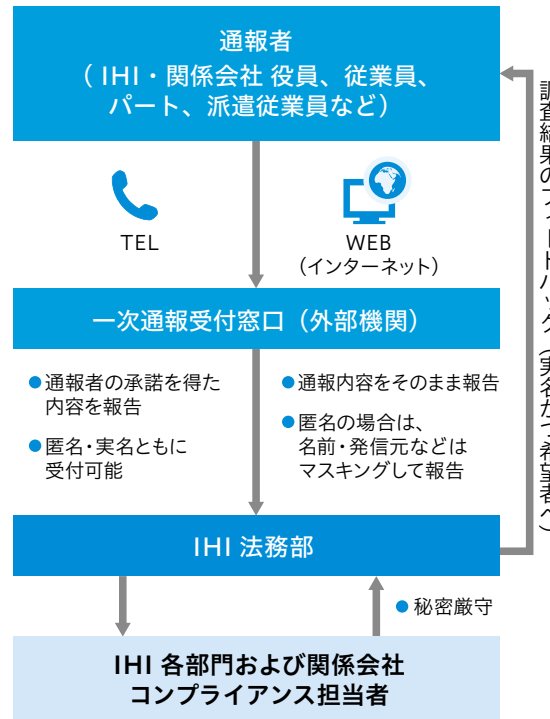 通報者
（ IHI・関係会社 役員、従業員、
パート、派遣従業員など）
TEL
WEB
（インターネット）
一次通報受付窓口（外部機関）
●通報者の承諾を得た
内容を報告
●匿名・実名ともに
受付可能
●通報内容をそのまま報告
●匿名の場合は、
名前・発信元などは
マスキングして報告
IHI 法務部
●秘密厳守
IHI 各部門および関係会社
コンプライアンス担当者
調査結果のフィードバック（実名かつ希望者へ）